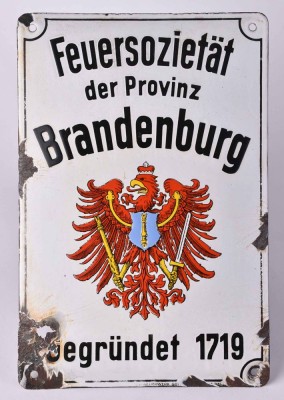 Feuersozietät
der Provinz
Brandenburg
gegründet 1719